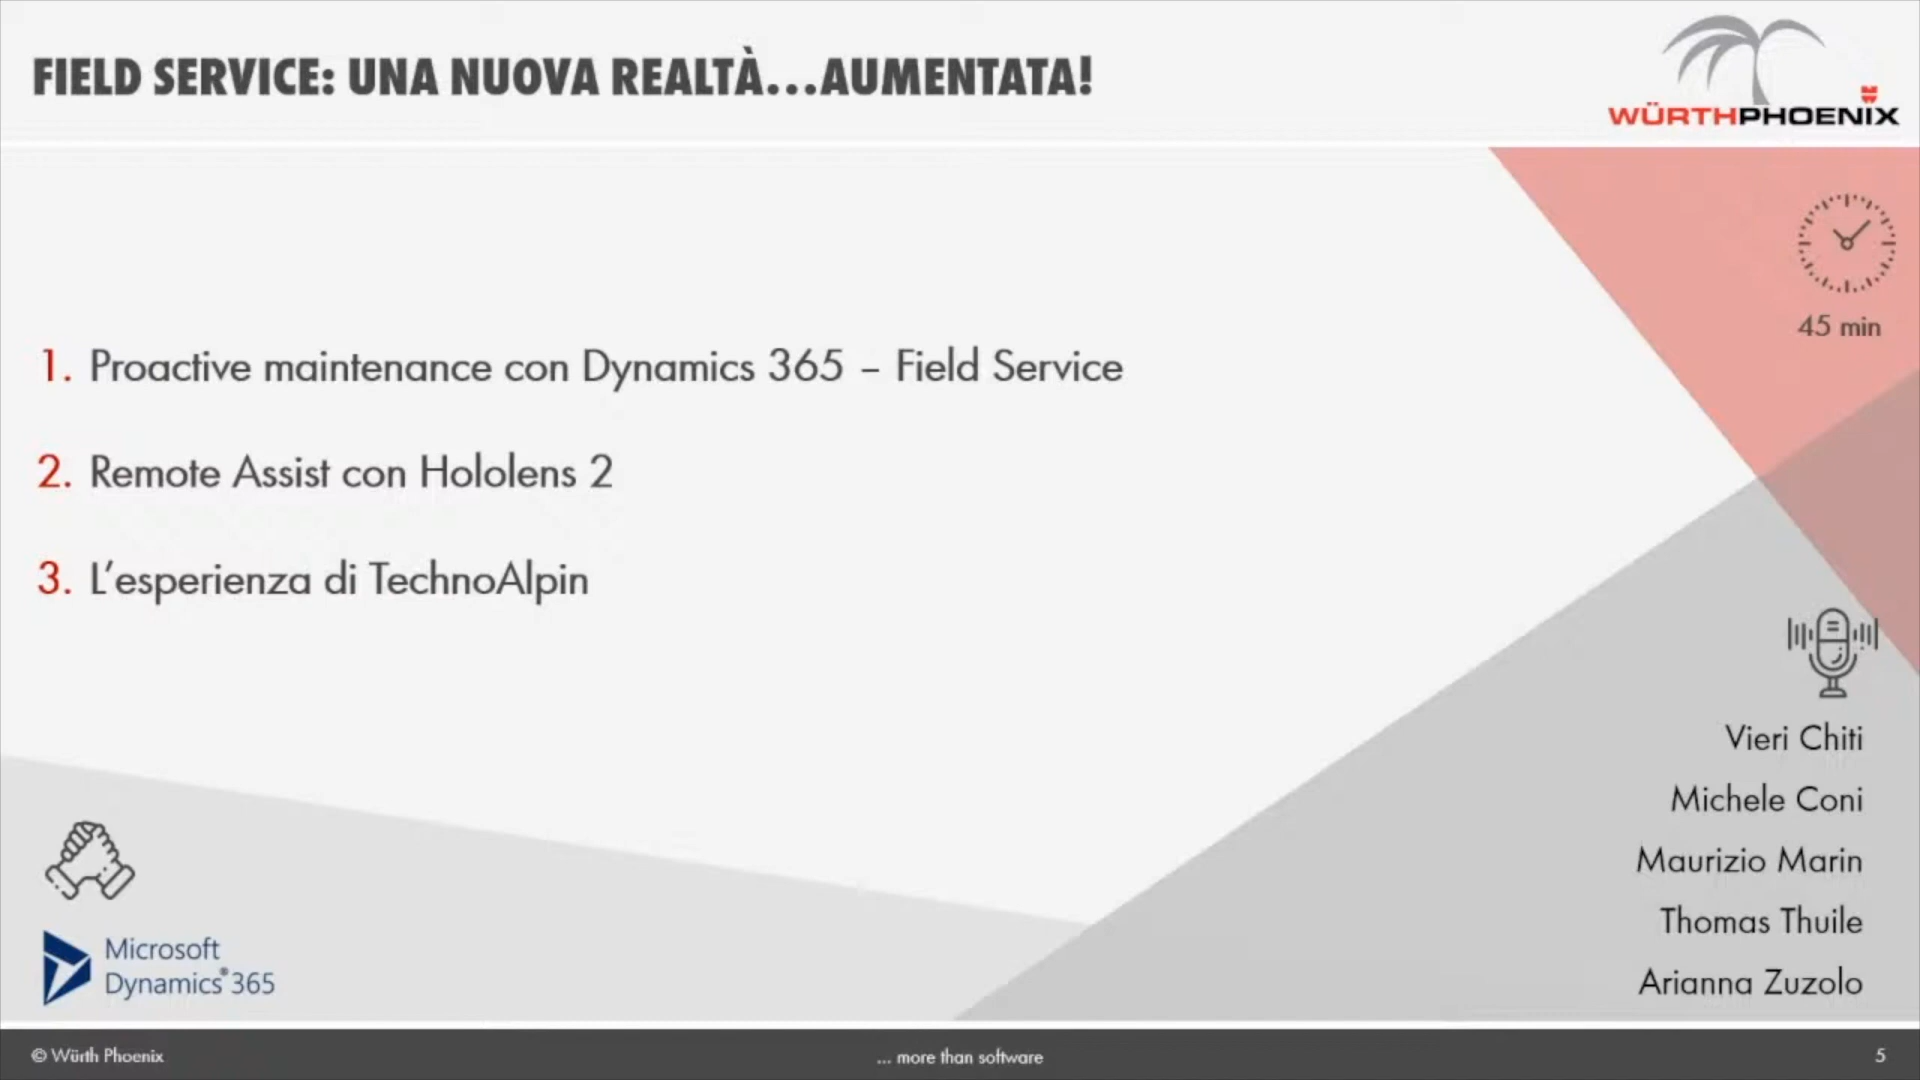 FIELD SERVICE: UNA NUOVA REALTÀ...AUMENTATA!
WÜRTHPHOENIX
45 min
1. Proactive maintenance con Dynamics 365 – Field Service
2. Remote Assist con Hololens 2
3. L'esperienza di TechnoAlpin
Vieri Chiti
Michele Coni
Maurizio Marin
Thomas Thuile
Arianna Zuzolo
Microsoft
Dynamics® 365
© Würth Phoenix
... more than software
5